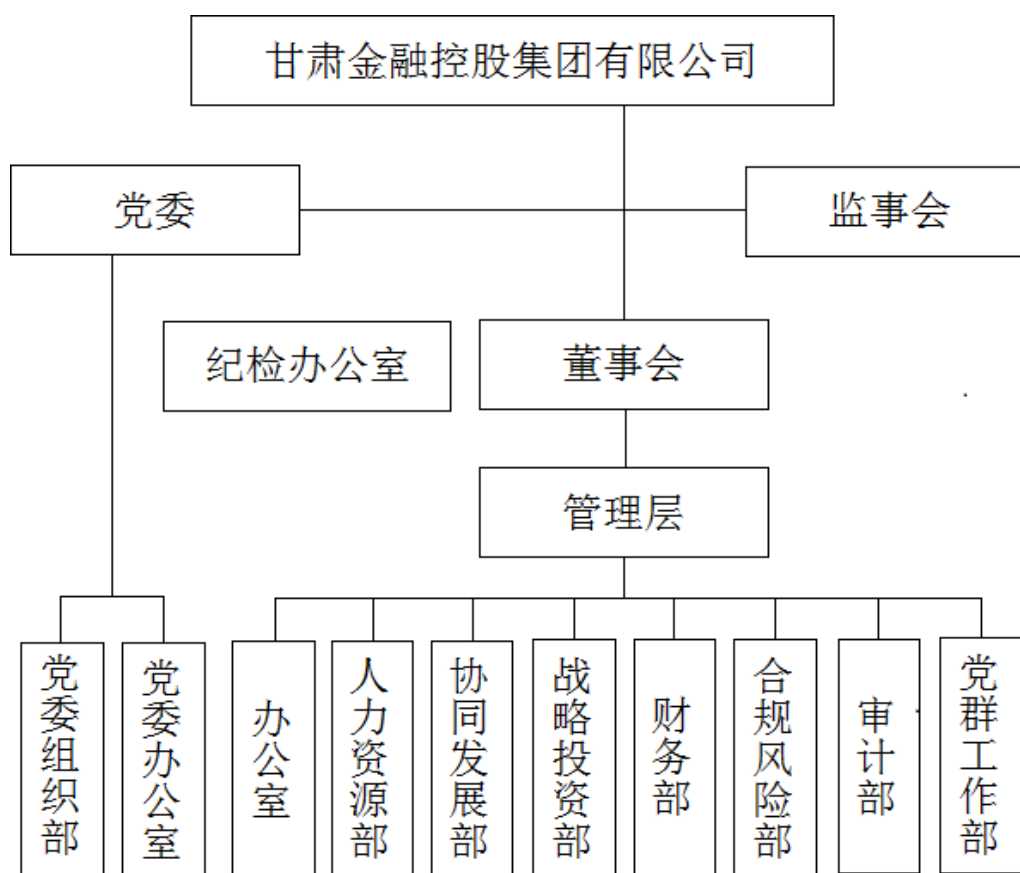 甘肃金融控股集团有限公司
党委
监事会
纪检办公室
董事会
管理层
党委组织部
党委办公室
办公室
人力资源部
协同发展部
战略投资部
财务部
合规风险部
审计部
党群工作部